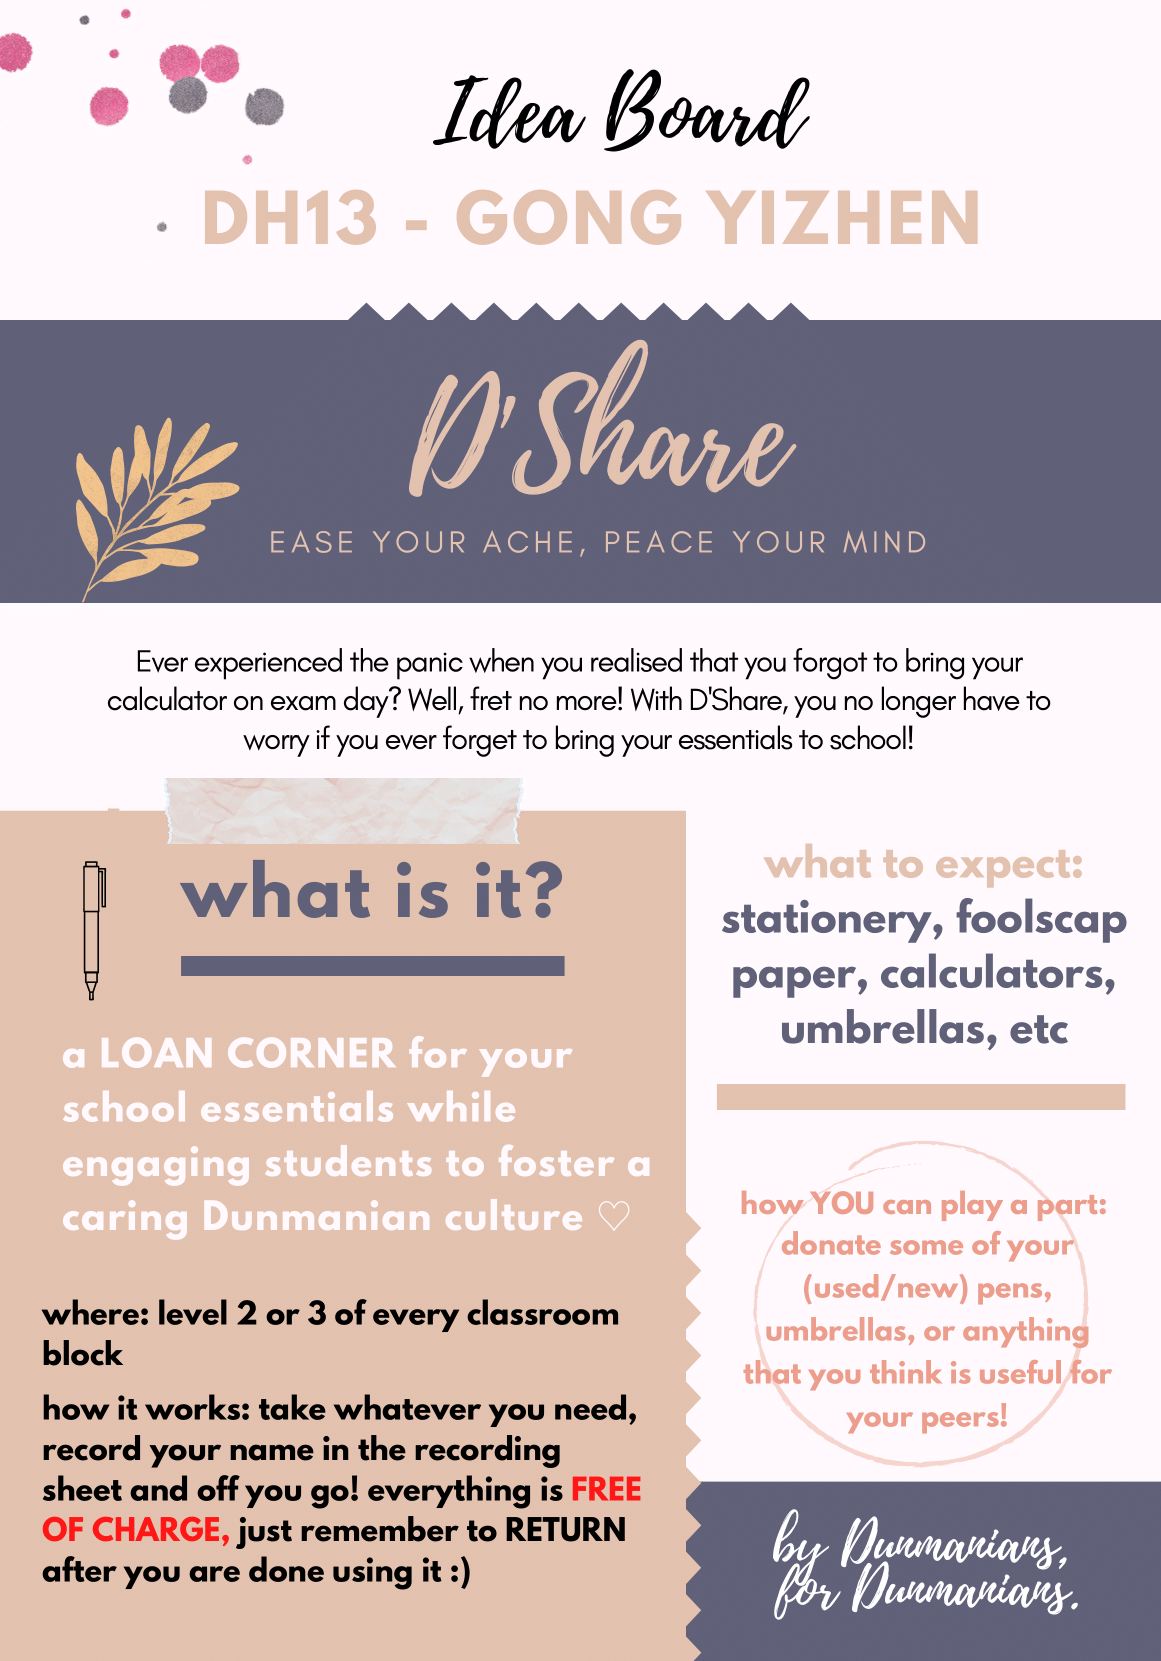 Idea Board
DH13 - GONG YIZHEN
D'Share
EASE YOUR ACHE, PEACE YOUR MIND
Ever experienced the panic when you realised that you forgot to bring your
calculator on exam day? Well, fret no more! With D'Share, you no longer have to
worry if you ever forget to bring your essentials to school!
what is it?
a LOAN CORNER for your
school essentials while
engaging students to foster a
caring Dunmanian culture ♡
where: level 2 or 3 of every classroom
block
how it works: take whatever you need,
record your name in the recording
sheet and off you go! everything is FREE
OF CHARGE, just remember to RETURN
after you are done using it :)
what to expect:
stationery, foolscap
paper, calculators,
umbrellas, etc
how YOU can play a part:
donate some of your
(used/new) pens,
umbrellas, or anything
that you think is useful for
your peers!
by Dunmanians,
for Dunmanians.